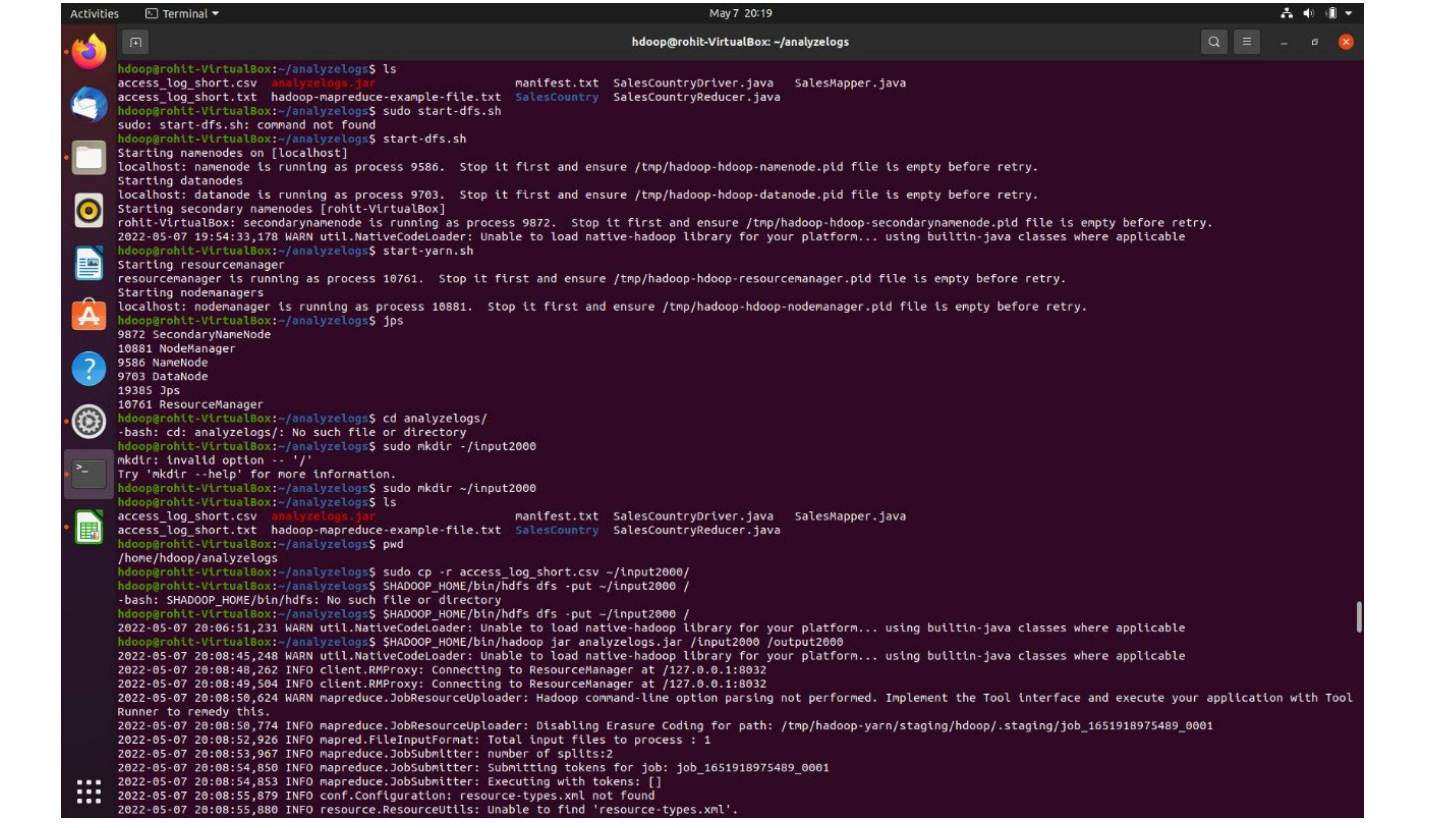 Activities Terminal May 7 20:19
hdoop@rohit-VirtualBox: ~/analyzelogs
hdoop@rohit-VirtualBox:~/analyzelogs$ ls
access_log_short.csv analyzelogs.jar manifest.txt SalesCountryDriver.java SalesMapper.java
access_log_short.txt hadoop-mapreduce-example-file.txt SalesCountry SalesCountryReducer.java
hdoop@rohit-VirtualBox:~/analyzelogs$ sudo start-dfs.sh
sudo: start-dfs.sh: command not found
hdoop@rohit-VirtualBox:~/analyzelogs$ start-dfs.sh
Starting namenodes on [localhost]
localhost: namenode is running as process 9586.  Stop it first and ensure /tmp/hadoop-hdoop-namenode.pid file is empty before retry.
Starting datanodes
localhost: datanode is running as process 9703.  Stop it first and ensure /tmp/hadoop-hdoop-datanode.pid file is empty before retry.
Starting secondary namenodes [rohit-VirtualBox]
rohit-VirtualBox: secondarynamenode is running as process 9872.  Stop it first and ensure /tmp/hadoop-hdoop-secondarynamenode.pid file is empty before retry.
2022-05-07 19:54:33,178 WARN util.NativeCodeLoader: Unable to load native-hadoop library for your platform... using builtin-java classes where applicable
hdoop@rohit-VirtualBox:~/analyzelogs$ start-yarn.sh
Starting resourcemanager
resourcemanager is running as process 10761.  Stop it first and ensure /tmp/hadoop-hdoop-resourcemanager.pid file is empty before retry.
Starting nodemanagers
localhost: nodemanager is running as process 10881.  Stop it first and ensure /tmp/hadoop-hdoop-nodemanager.pid file is empty before retry.
hdoop@rohit-VirtualBox:~/analyzelogs$ jps
9872 SecondaryNameNode
10881 NodeManager
9586 NameNode
9703 DataNode
19385 Jps
10761 ResourceManager
hdoop@rohit-VirtualBox:~/analyzelogs$ cd analyzelogs/
-bash: cd: analyzelogs/: No such file or directory
hdoop@rohit-VirtualBox:~/analyzelogs$ sudo mkdir -/input2000
mkdir: invalid option -- '/'
Try 'mkdir --help' for more information.
hdoop@rohit-VirtualBox:~/analyzelogs$ sudo mkdir ~/input2000
hdoop@rohit-VirtualBox:~/analyzelogs$ ls
access_log_short.csv analyzelogs.jar manifest.txt SalesCountryDriver.java SalesMapper.java
access_log_short.txt hadoop-mapreduce-example-file.txt SalesCountry SalesCountryReducer.java
hdoop@rohit-VirtualBox:~/analyzelogs$ pwd
/home/hdoop/analyzelogs
hdoop@rohit-VirtualBox:~/analyzelogs$ sudo cp -r access_log_short.csv ~/input2000/
hdoop@rohit-VirtualBox:~/analyzelogs$ SHADOOP_HOME/bin/hdfs dfs -put ~/input2000 /
-bash: SHADOOP_HOME/bin/hdfs: No such file or directory
hdoop@rohit-VirtualBox:~/analyzelogs$ $HADOOP_HOME/bin/hdfs dfs -put ~/input2000 /
2022-05-07 20:06:51,231 WARN util.NativeCodeLoader: Unable to load native-hadoop library for your platform... using builtin-java classes where applicable
hdoop@rohit-VirtualBox:~/analyzelogs$ $HADOOP_HOME/bin/hadoop jar analyzelogs.jar /input2000 /output2000
2022-05-07 20:08:45,248 WARN util.NativeCodeLoader: Unable to load native-hadoop library for your platform... using builtin-java classes where applicable
2022-05-07 20:08:48,262 INFO client.RMProxy: Connecting to ResourceManager at /127.0.0.1:8032
2022-05-07 20:08:49,504 INFO client.RMProxy: Connecting to ResourceManager at /127.0.0.1:8032
2022-05-07 20:08:50,624 WARN mapreduce.JobResourceUploader: Hadoop command-line option parsing not performed. Implement the Tool interface and execute your application with Tool
Runner to remedy this.
2022-05-07 20:08:50,774 INFO mapreduce.JobResourceUploader: Disabling Erasure Coding for path: /tmp/hadoop-yarn/staging/hdoop/.staging/job_1651918975489_0001
2022-05-07 20:08:52,926 INFO mapred.FileInputFormat: Total input files to process : 1
2022-05-07 20:08:53,967 INFO mapreduce.JobSubmitter: number of splits:2
2022-05-07 20:08:54,850 INFO mapreduce.JobSubmitter: Submitting tokens for job: job_1651918975489_0001
2022-05-07 20:08:54,853 INFO mapreduce.JobSubmitter: Executing with tokens: []
2022-05-07 20:08:55,879 INFO conf.Configuration: resource-types.xml not found
2022-05-07 20:08:55,880 INFO resource.ResourceUtils: Unable to find 'resource-types.xml'.